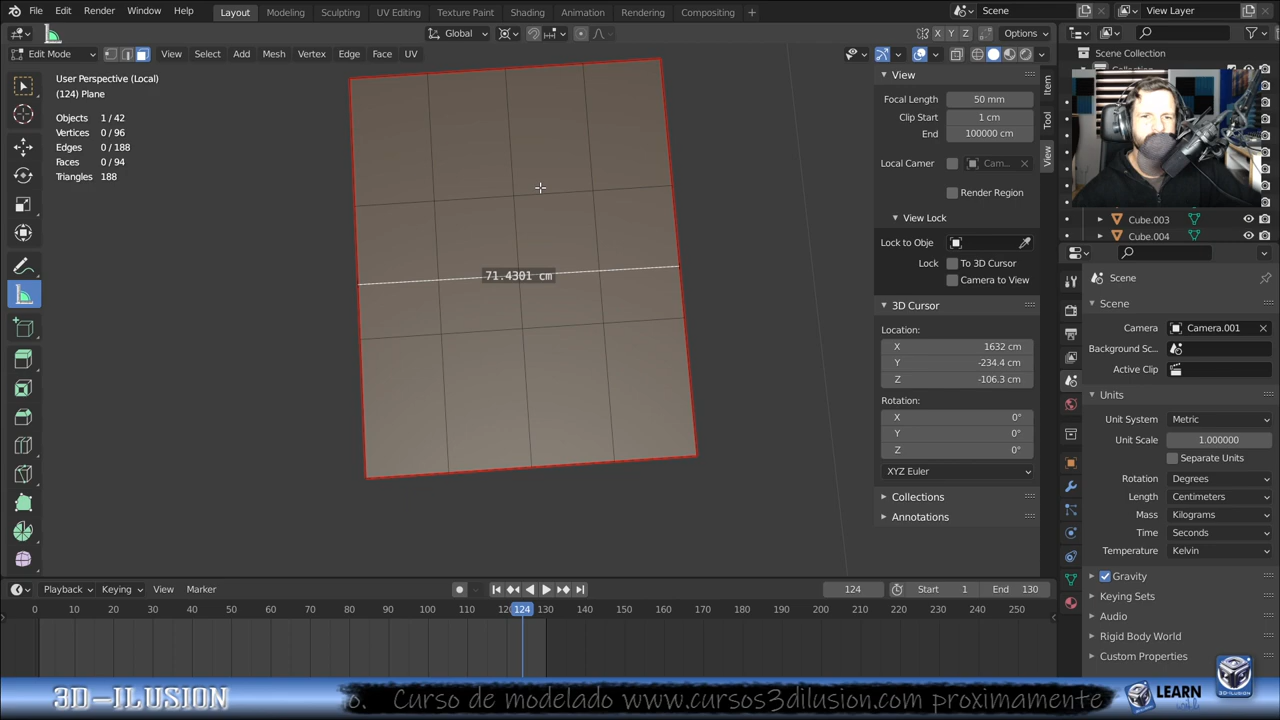 File Edit Render Window Help Layout Modeling Sculpting UV Editing Texture Paint Shading Animation Rendering Compositing + Scene View Layer
Global X Y Z Options
Edit Mode View Select Add Mesh Vertex Edge Face UV
User Perspective (Local)
(124) Plane
Objects 1 / 42
Vertices 0 / 96
Edges 0 / 188
Faces 0 / 94
Triangles 188
71.4301 cm
View
Focal Length 50 mm
Clip Start 1 cm
End 100000 cm
Local Camer Cam...
Render Region
View Lock
Lock to Obje
Lock To 3D Cursor
Camera to View
3D Cursor
Location:
X 1632 cm
Y -234.4 cm
Z -106.3 cm
Rotation:
X 0°
Y 0°
Z 0°
XYZ Euler
Collections
Annotations
Item
Tool
View
Scene Collection
Cube.003
Cube.004
Scene
Scene
Camera Camera.001
Background Sc...
Active Clip
Units
Unit System Metric
Unit Scale 1.000000
Separate Units
Rotation Degrees
Length Centimeters
Mass Kilograms
Time Seconds
Temperature Kelvin
Gravity
Keying Sets
Audio
Rigid Body World
Custom Properties
Playback Keying View Marker 124 Start 1 End 130
0 10 20 30 40 50 60 70 80 90 100 110 124 130 140 150 160 170 180 190 200 210 220 230 240 250
3D-ILUSION o. Curso de modelado www.cursos3dilusion.com proximamente LEARN